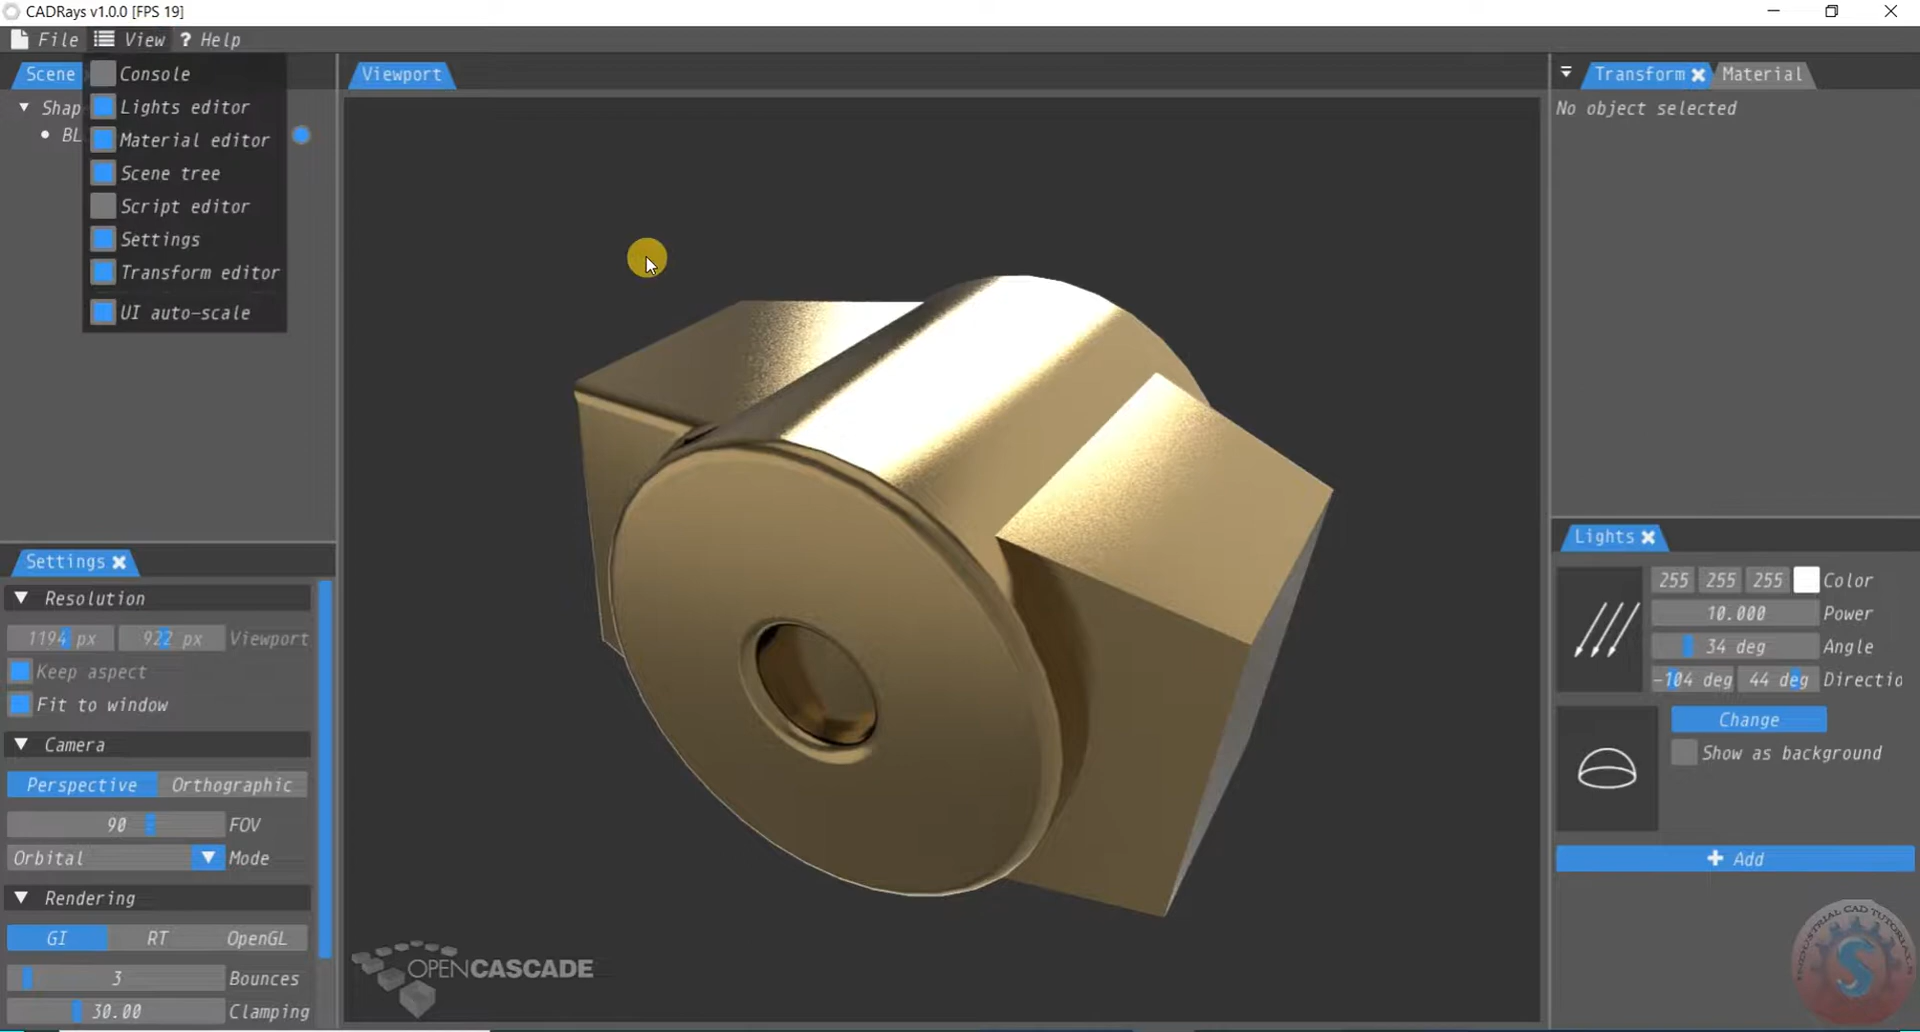 CADRays v1.0.0 [FPS 19]
File View ? Help
Scene
Shap
BL
Console
Lights editor
Material editor
Scene tree
Script editor
Settings
Transform editor
UI auto-scale
Viewport
Transform Material
No object selected
Settings
Resolution
1194 px 922 px Viewport
Keep aspect
Fit to window
Camera
Perspective Orthographic
90 FOV
Orbital Mode
Rendering
GI RT OpenGL
3 Bounces
30.00 Clamping
OPENCASCADE
Lights
255 255 255 Color
10.000 Power
34 deg Angle
-104 deg 44 deg Directio
Change
Show as background
+ Add
INDUSTRIAL CAD TUTORIALS
S